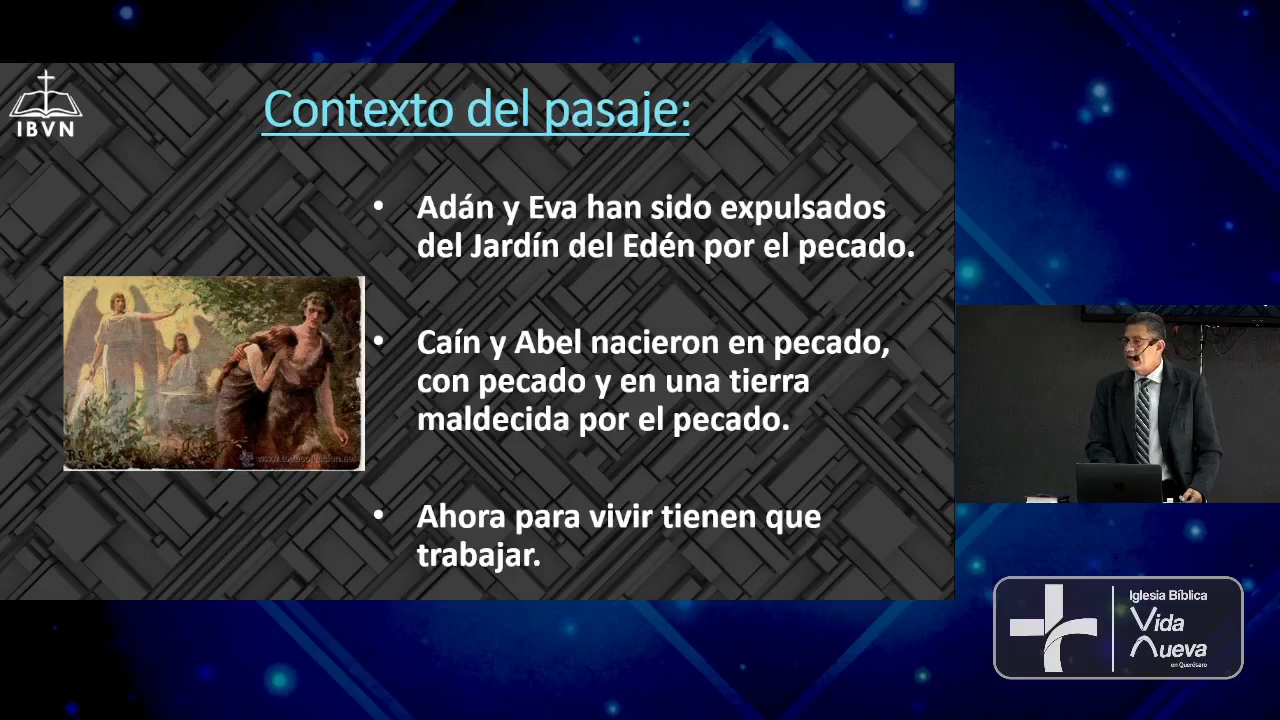 IBVN
Contexto del pasaje:
• Adán y Eva han sido expulsados
del Jardín del Edén por el pecado.
• Caín y Abel nacieron en pecado,
con pecado y en una tierra
maldecida por el pecado.
• Ahora para vivir tienen que
trabajar.
Iglesia Bíblica
Vida
Nueva
en Querétaro